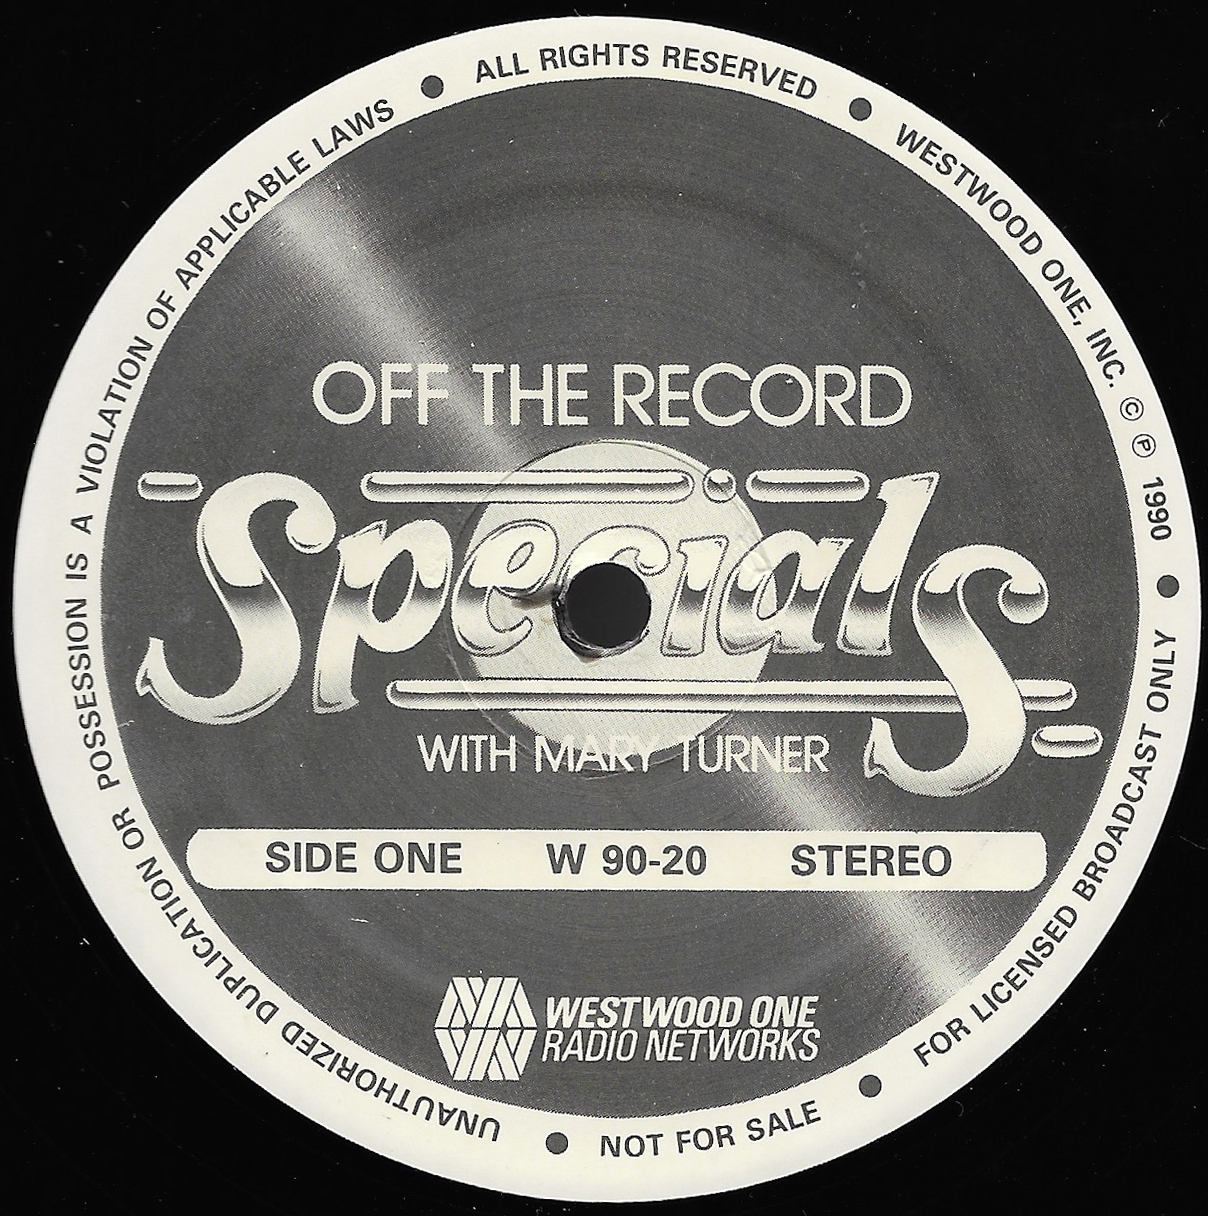 ALL RIGHTS RESERVED ● WESTWOOD ONE, INC. © ℗ 1990 ● FOR LICENSED BROADCAST ONLY ● NOT FOR SALE ● UNAUTHORIZED DUPLICATION OR POSSESSION IS A VIOLATION OF APPLICABLE LAWS ●
OFF THE RECORD
Specials
WITH MARY TURNER
SIDE ONE W 90-20 STEREO
WESTWOOD ONE
RADIO NETWORKS